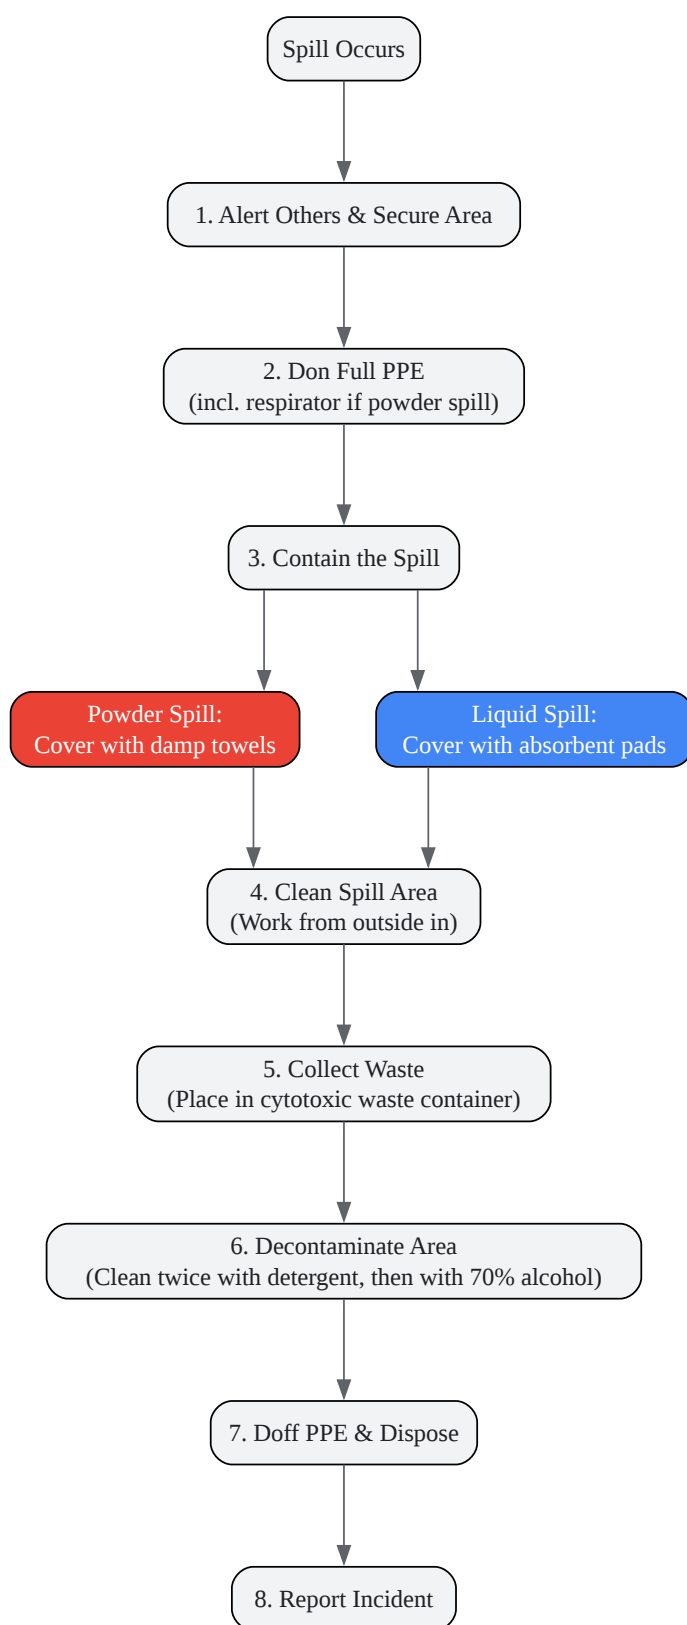 Spill Occurs
1. Alert Others & Secure Area
2. Don Full PPE
(incl. respirator if powder spill)
3. Contain the Spill
Powder Spill:
Cover with damp towels
Liquid Spill:
Cover with absorbent pads
4. Clean Spill Area
(Work from outside in)
5. Collect Waste
(Place in cytotoxic waste container)
6. Decontaminate Area
(Clean twice with detergent, then with 70% alcohol)
7. Doff PPE & Dispose
8. Report Incident